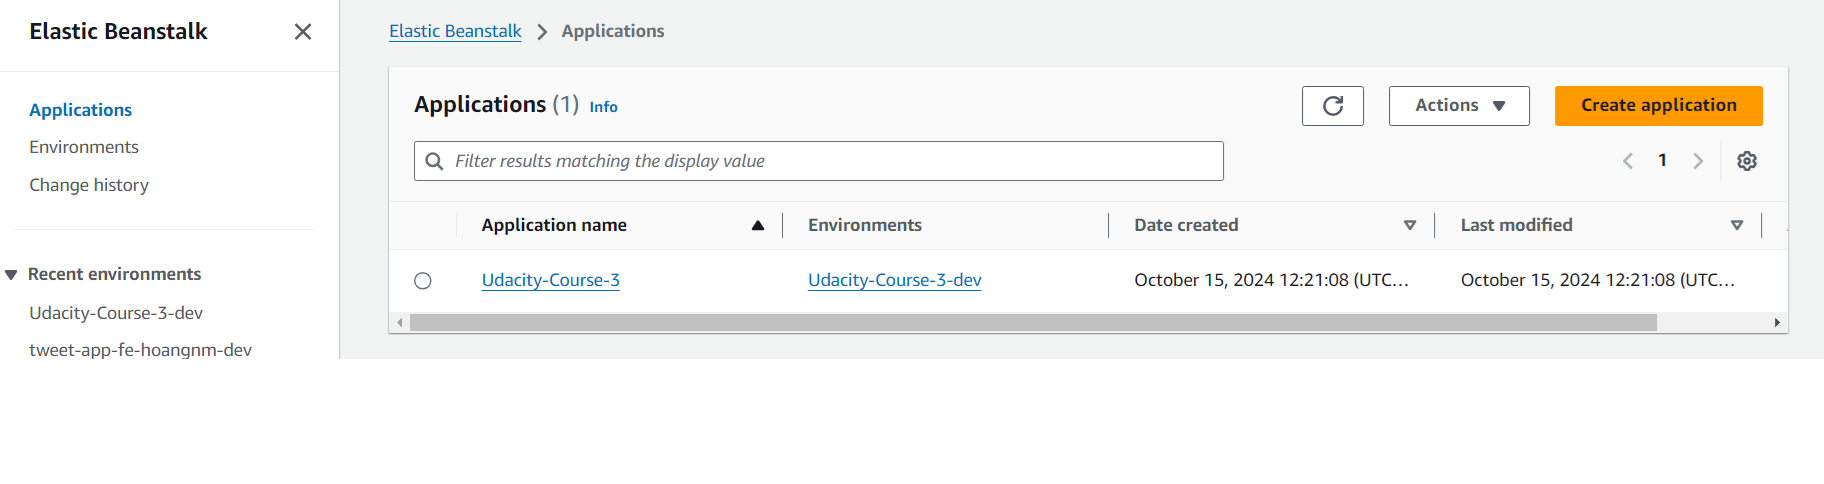 Elastic Beanstalk
Applications
Environments
Change history
Recent environments
Udacity-Course-3-dev
tweet-app-fe-hoangnm-dev
Elastic Beanstalk Applications
Applications (1) Info
Actions
Create application
Filter results matching the display value
1
Application name Environments Date created Last modified
Udacity-Course-3 Udacity-Course-3-dev October 15, 2024 12:21:08 (UTC... October 15, 2024 12:21:08 (UTC...